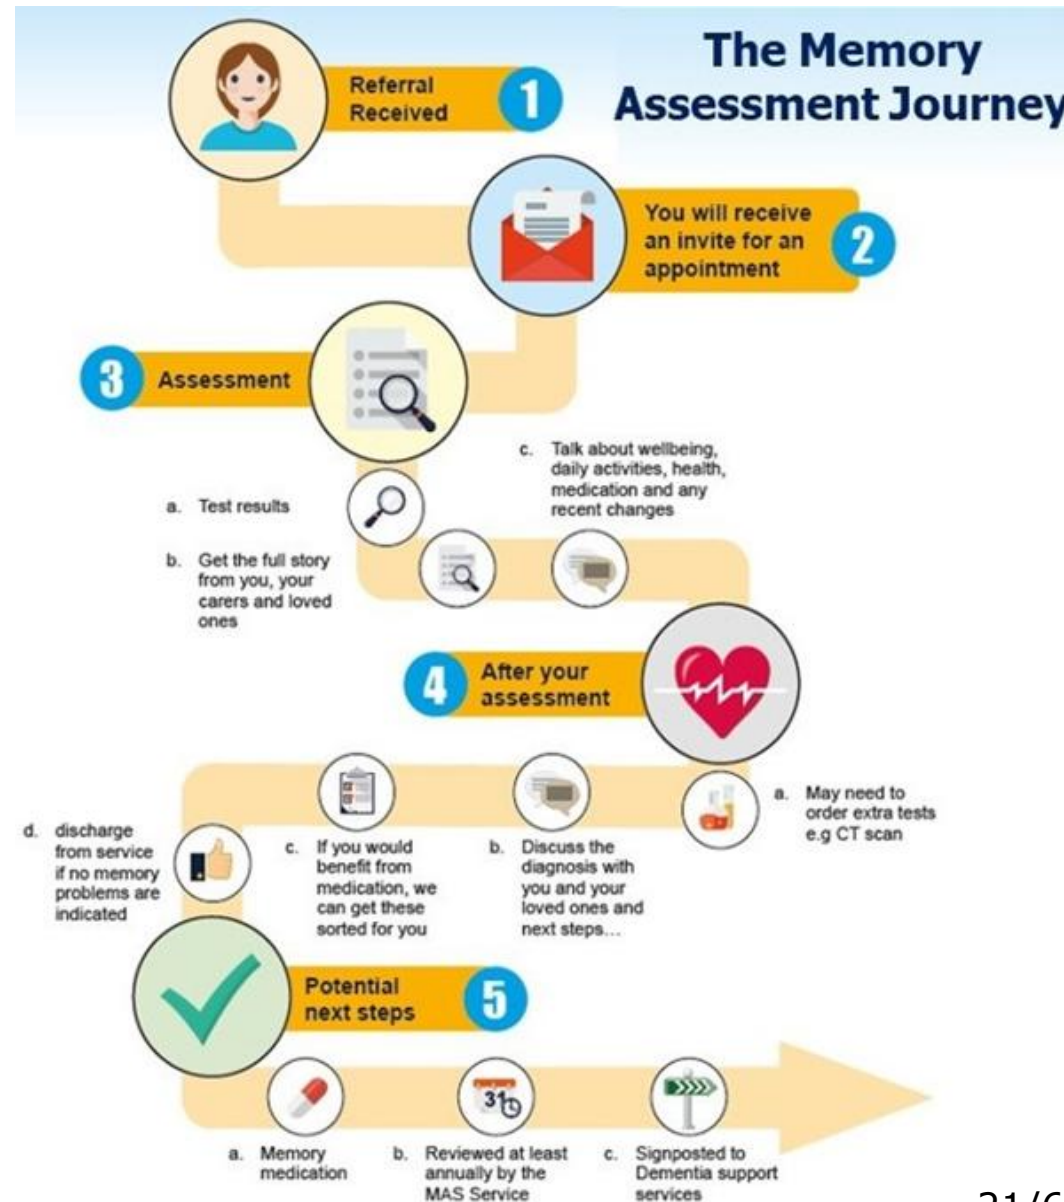 The Memory
Assessment Journey
Referral
Received
1
You will receive
an invite for an
appointment
2
3
Assessment
a. Test results
b. Get the full story
from you, your
carers and loved
ones
c. Talk about wellbeing,
daily activities, health,
medication and any
recent changes
4
After your
assessment
a. May need to
order extra tests
e.g CT scan
b. Discuss the
diagnosis with
you and your
loved ones and
next steps...
c. If you would
benefit from
medication, we
can get these
sorted for you
d. discharge
from service
if no memory
problems are
indicated
Potential
next steps
5
31
a. Memory
medication
b. Reviewed at least
annually by the
MAS Service
c. Signposted to
Dementia support
services